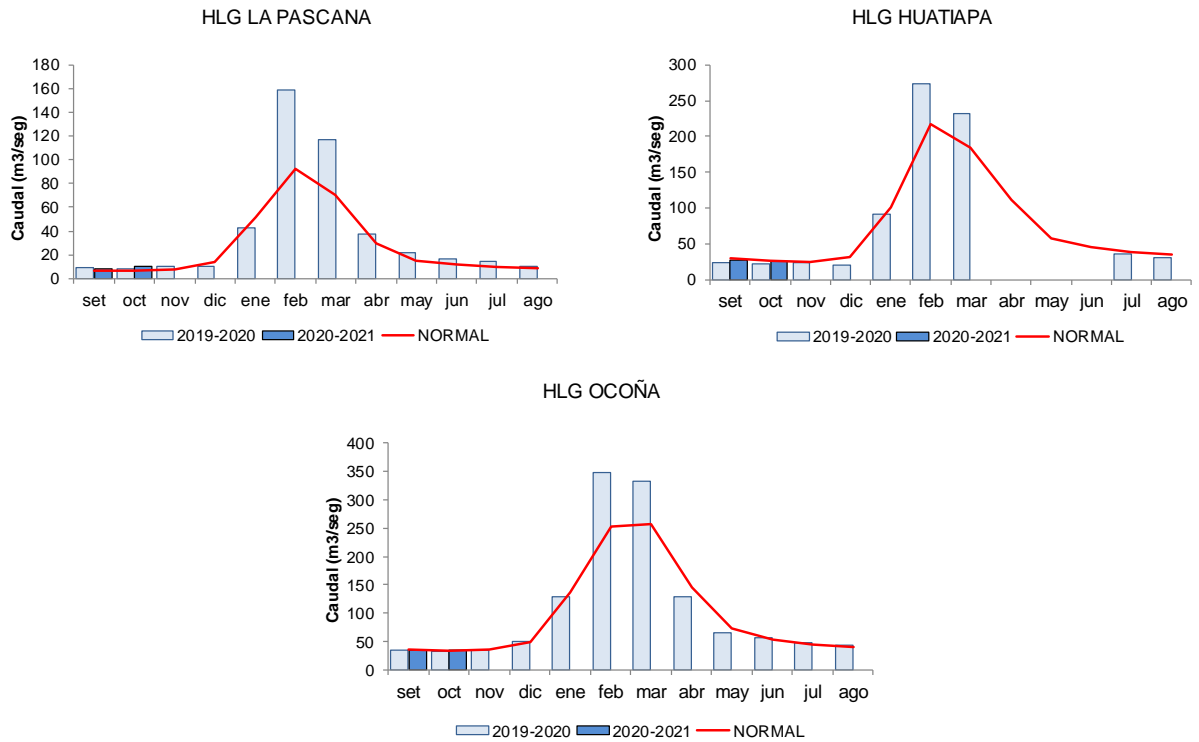 HLG LA PASCANA
Caudal (m3/seg)
180
160
140
120
100
80
60
40
20
0
set oct nov dic ene feb mar abr may jun jul ago
2019-2020 2020-2021 NORMAL
HLG HUATIAPA
Caudal (m3/seg)
300
250
200
150
100
50
0
set oct nov dic ene feb mar abr may jun jul ago
2019-2020 2020-2021 NORMAL
HLG OCOÑA
Caudal (m3/seg)
400
350
300
250
200
150
100
50
0
set oct nov dic ene feb mar abr may jun jul ago
2019-2020 2020-2021 NORMAL